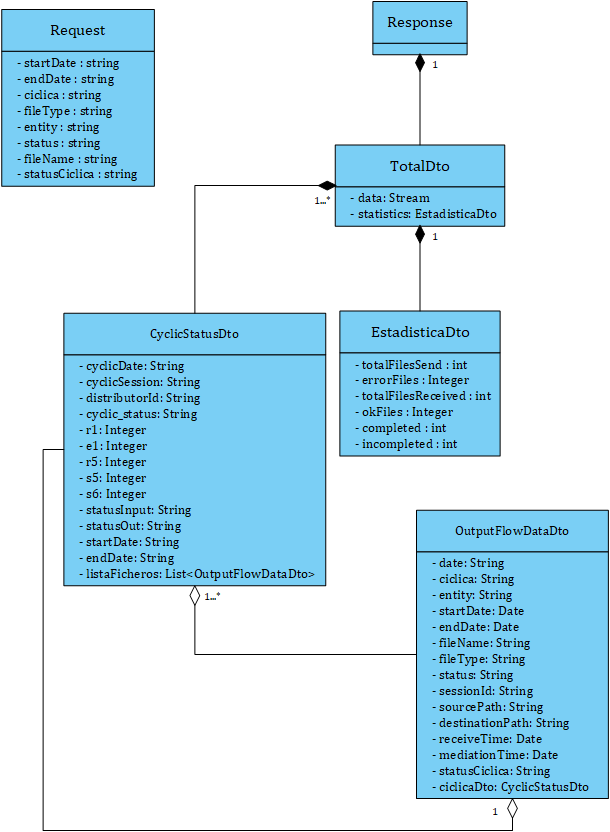 Request
- startDate : string
- endDate : string
- ciclica : string
- fileType : string
- entity : string
- status : string
- fileName : string
- statusCiclica : string
Response
1
TotalDto
- data: Stream
- statistics: EstadisticaDto
1...*
1
CyclicStatusDto
- cyclicDate: String
- cyclicSession: String
- distributorId: String
- cyclic_status: String
- r1: Integer
- e1: Integer
- r5: Integer
- s5: Integer
- s6: Integer
- statusInput: String
- statusOut: String
- startDate: String
- endDate: String
- listaFicheros: List<OutputFlowDataDto>
1...*
EstadisticaDto
- totalFilesSend : int
- errorFiles : Integer
- totalFilesReceived : int
- okFiles : Integer
- completed : int
- incompleted : int
OutputFlowDataDto
- date: String
- ciclica: String
- entity: String
- startDate: Date
- endDate: Date
- fileName: String
- fileType: String
- status: String
- sessionId: String
- sourcePath: String
- destinationPath: String
- receiveTime: Date
- mediationTime: Date
- statusCiclica: String
- ciclicaDto: CyclicStatusDto
1